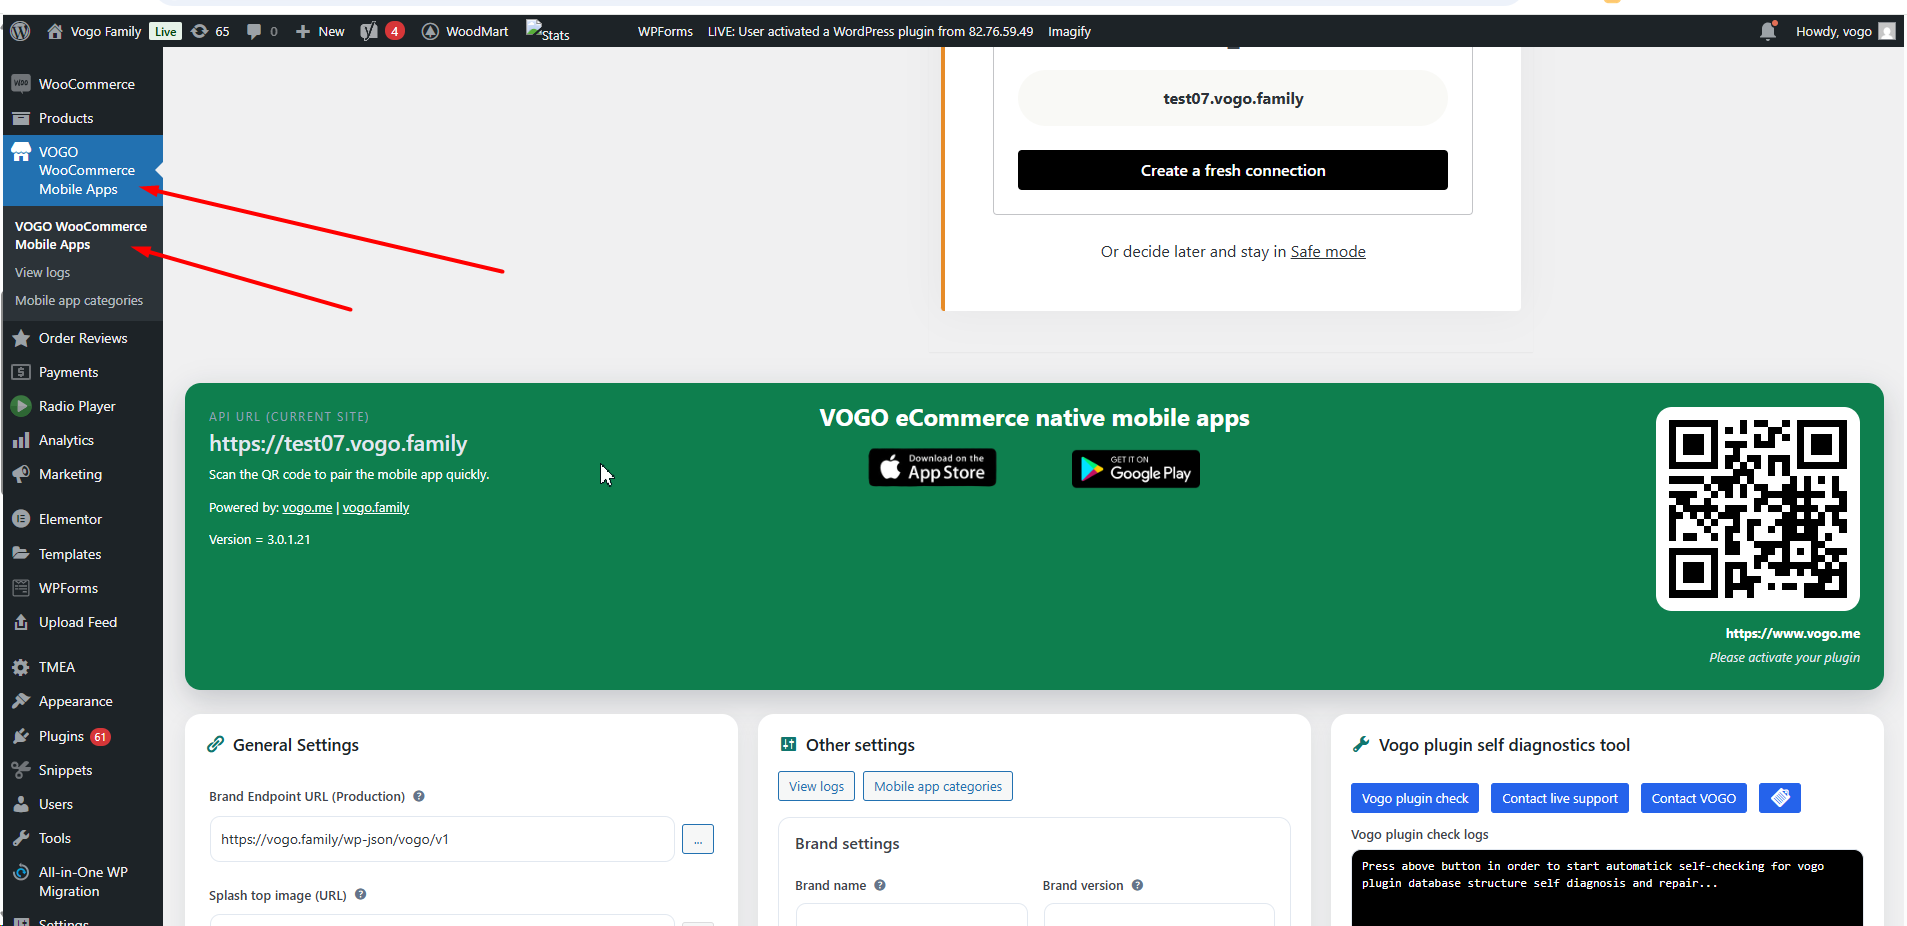 Vogo Family Live 65 0 New 4 WoodMart Stats WPForms LIVE: User activated a WordPress plugin from 82.76.59.49 Imagify Howdy, vogo
WooCommerce
Products
VOGO
WooCommerce
Mobile Apps
VOGO WooCommerce
Mobile Apps
View logs
Mobile app categories
Order Reviews
Payments
Radio Player
Analytics
Marketing
Elementor
Templates
WPForms
Upload Feed
TMEA
Appearance
Plugins 61
Snippets
Users
Tools
All-in-One WP
Migration
Settings
test07.vogo.family
Create a fresh connection
Or decide later and stay in Safe mode
API URL (CURRENT SITE)
https://test07.vogo.family
Scan the QR code to pair the mobile app quickly.
Powered by: vogo.me | vogo.family
Version = 3.0.1.21
VOGO eCommerce native mobile apps
Download on the
App Store
GET IT ON
Google Play
https://www.vogo.me
Please activate your plugin
General Settings
Brand Endpoint URL (Production) ?
https://vogo.family/wp-json/vogo/v1
...
Splash top image (URL) ?
Other settings
View logs Mobile app categories
Brand settings
Brand name ? Brand version ?
Vogo plugin self diagnostics tool
Vogo plugin check Contact live support Contact VOGO
Vogo plugin check logs
Press above button in order to start automatick self-checking for vogo
plugin database structure self diagnosis and repair...